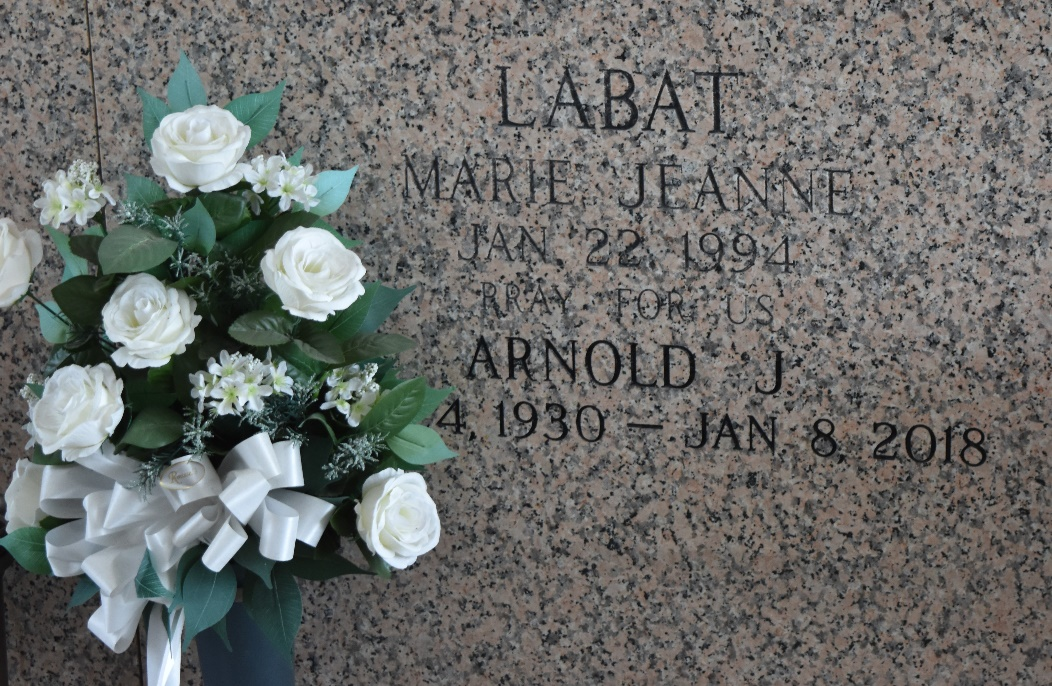 LABAT
MARIE JEANNE
JAN 22, 1994
PRAY FOR US
ARNOLD J
4, 1930 — JAN 8, 2018